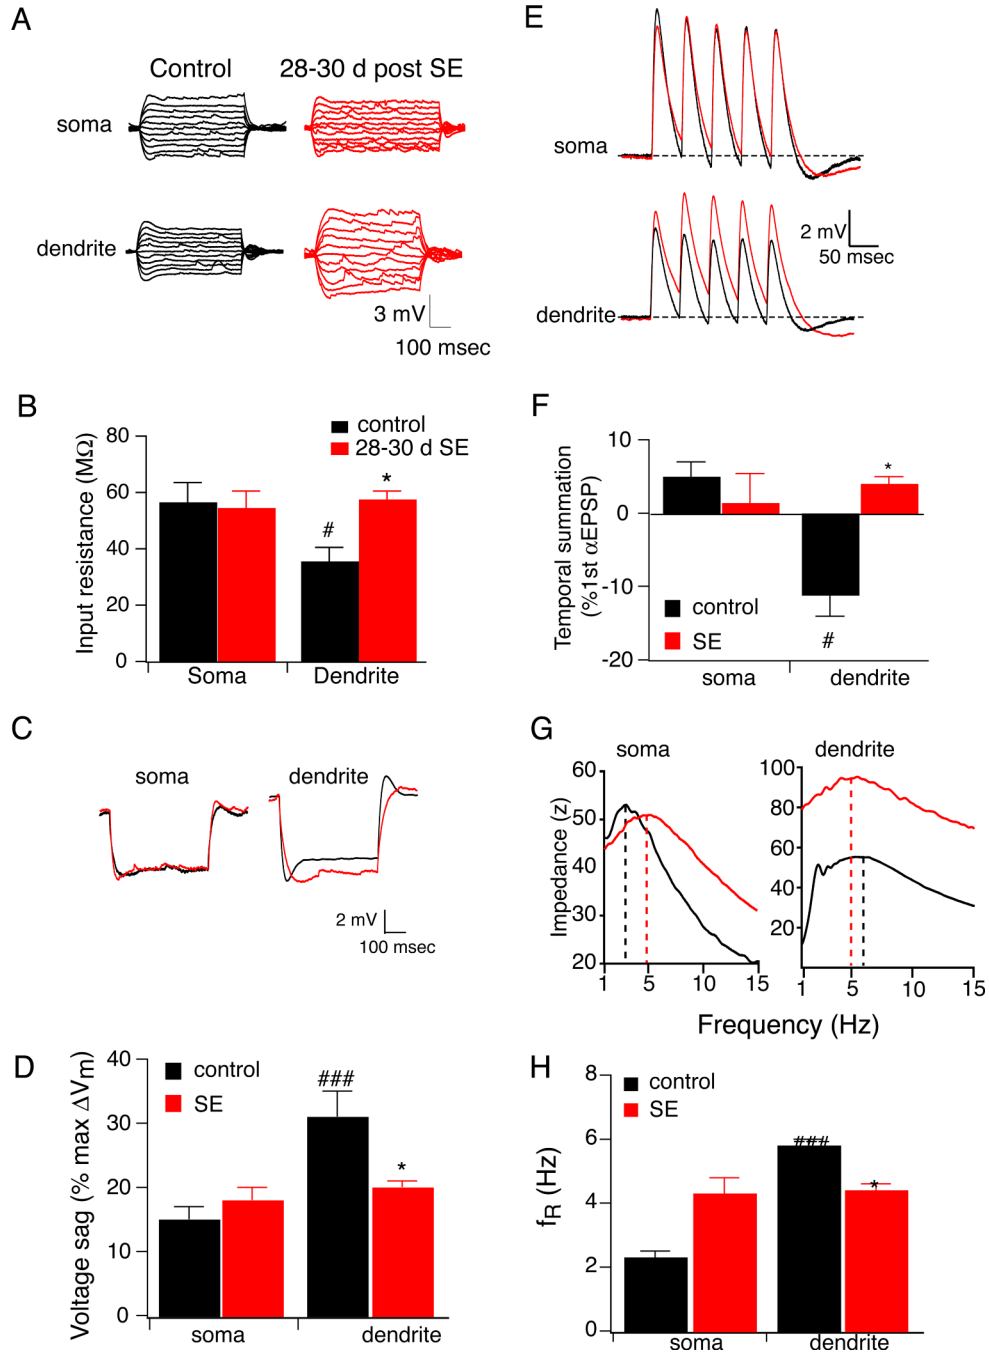 A
Control
28-30 d post SE
soma
dendrite
3 mV
100 msec
B
Input resistance (MΩ)
control
28-30 d SE
80
60
40
20
0
#
*
Soma
Dendrite
C
soma
dendrite
2 mV
100 msec
D
Voltage sag (% max ΔVm)
control
SE
40
30
20
10
0
###
*
soma
dendrite
E
soma
dendrite
2 mV
50 msec
F
Temporal summation
(%1st αEPSP)
10
0
-10
-20
control
SE
#
*
soma
dendrite
G
soma
dendrite
Impedance (z)
60
50
40
30
20
1
5
10
15
100
80
60
40
20
1
5
10
15
Frequency (Hz)
H
fR (Hz)
control
SE
8
6
4
2
0
###
*
soma
dendrite